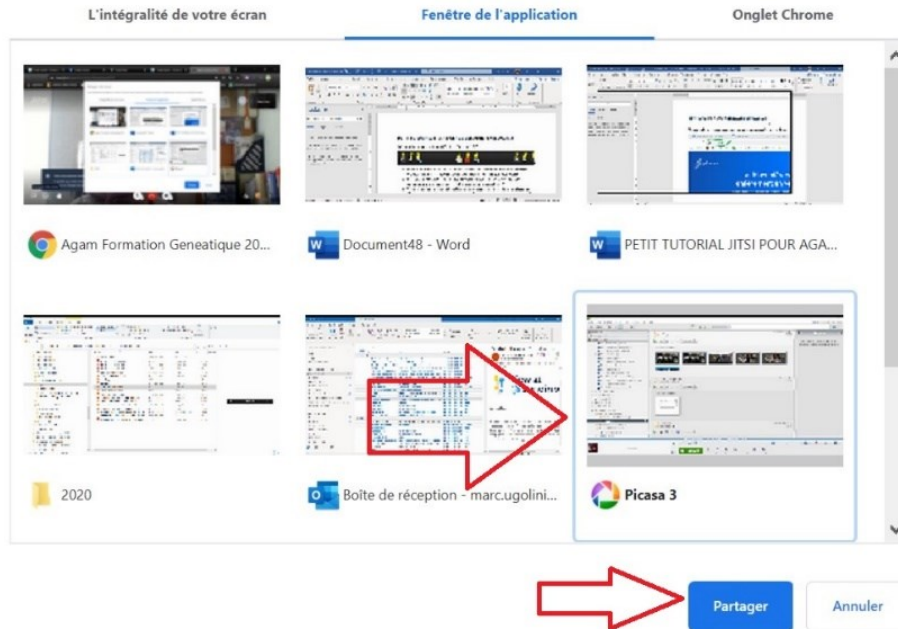 L'intégralité de votre écran
Fenêtre de l'application
Onglet Chrome
Agam Formation Geneatique 20...
Document48 - Word
PETIT TUTORIAL JITSI POUR AGA...
2020
Boîte de réception - marc.ugolini...
Picasa 3
Partager
Annuler